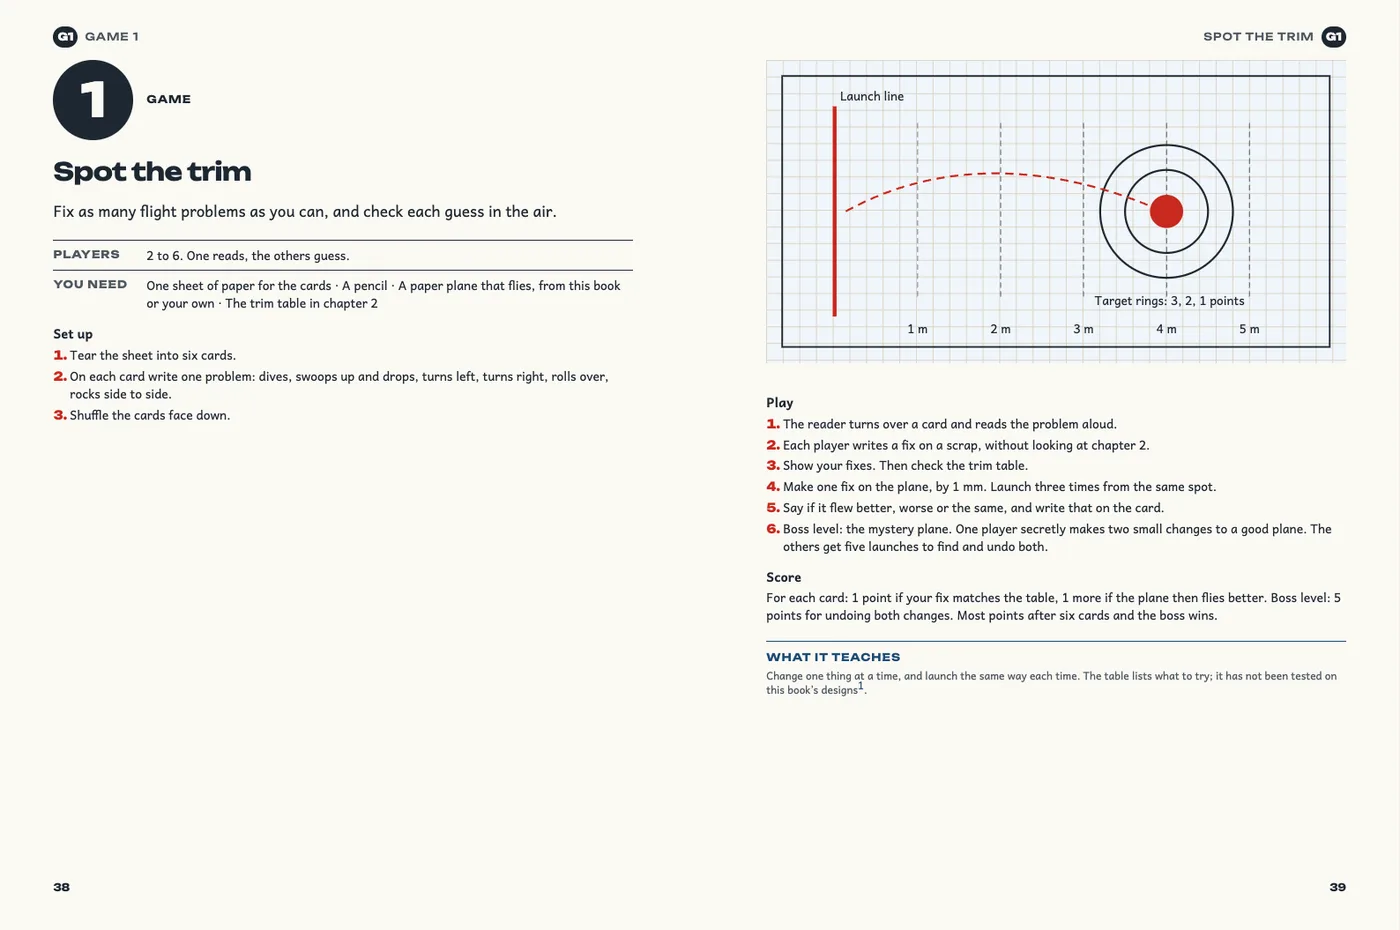 G1 GAME 1
1 GAME
Spot the trim
Fix as many flight problems as you can, and check each guess in the air.
PLAYERS 2 to 6. One reads, the others guess.
YOU NEED One sheet of paper for the cards · A pencil · A paper plane that flies, from this book
or your own · The trim table in chapter 2
Set up
1. Tear the sheet into six cards.
2. On each card write one problem: dives, swoops up and drops, turns left, turns right, rolls over,
rocks side to side.
3. Shuffle the cards face down.
38
SPOT THE TRIM G1
Launch line
Target rings: 3, 2, 1 points
1 m 2 m 3 m 4 m 5 m
Play
1. The reader turns over a card and reads the problem aloud.
2. Each player writes a fix on a scrap, without looking at chapter 2.
3. Show your fixes. Then check the trim table.
4. Make one fix on the plane, by 1 mm. Launch three times from the same spot.
5. Say if it flew better, worse or the same, and write that on the card.
6. Boss level: the mystery plane. One player secretly makes two small changes to a good plane. The
others get five launches to find and undo both.
Score
For each card: 1 point if your fix matches the table, 1 more if the plane then flies better. Boss level: 5
points for undoing both changes. Most points after six cards and the boss wins.
WHAT IT TEACHES
Change one thing at a time, and launch the same way each time. The table lists what to try; it has not been tested on
this book's designs1.
39